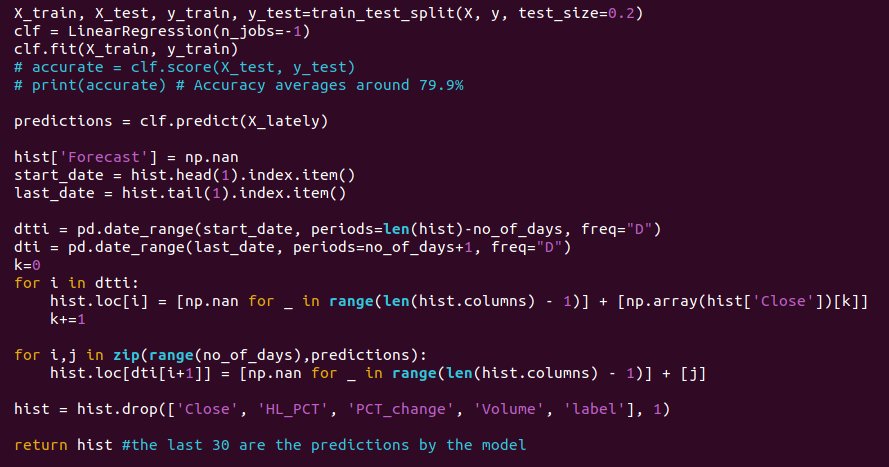 X_train, X_test, y_train, y_test=train_test_split(X, y, test_size=0.2)
clf = LinearRegression(n_jobs=-1)
clf.fit(X_train, y_train)
# accurate = clf.score(X_test, y_test)
# print(accurate) # Accuracy averages around 79.9%

predictions = clf.predict(X_lately)

hist['Forecast'] = np.nan
start_date = hist.head(1).index.item()
last_date = hist.tail(1).index.item()

dtti = pd.date_range(start_date, periods=len(hist)-no_of_days, freq="D")
dti = pd.date_range(last_date, periods=no_of_days+1, freq="D")
k=0
for i in dtti:
    hist.loc[i] = [np.nan for _ in range(len(hist.columns) - 1)] + [np.array(hist['Close'])[k]]
    k+=1

for i,j in zip(range(no_of_days),predictions):
    hist.loc[dti[i+1]] = [np.nan for _ in range(len(hist.columns) - 1)] + [j]

hist = hist.drop(['Close', 'HL_PCT', 'PCT_change', 'Volume', 'label'], 1)

return hist #the last 30 are the predictions by the model